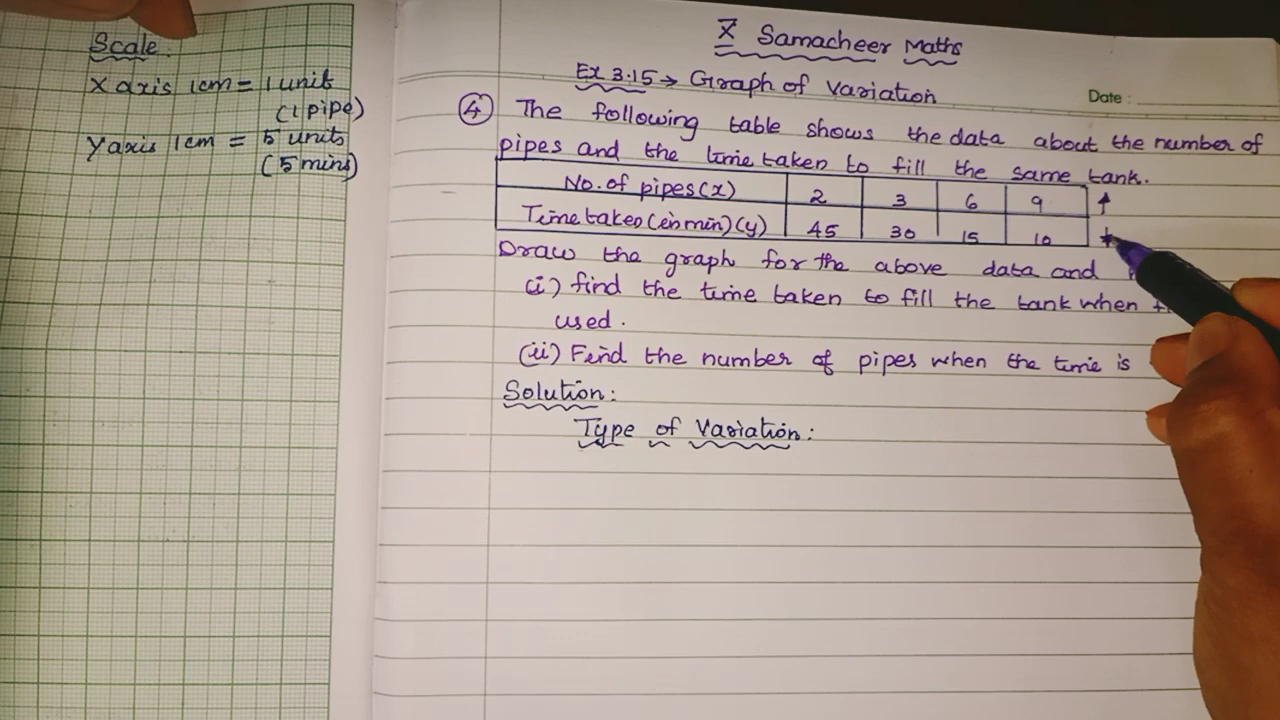 Scale:
X axis 1cm = 1 unit
(1 pipe)
Y axis 1cm = 5 units
(5 mins)
X Samacheer Maths
Ex 3.15 → Graph of Variation
Date :
④ The following table shows the data about the number of
pipes and the time taken to fill the same tank.
No. of pipes (x) 2 3 6 9 ↑
Time taken (in min) (y) 45 30 15 10
Draw the graph for the above data and
(i) find the time taken to fill the tank when
used.
(ii) Find the number of pipes when the time is
Solution:
Type of Variation: